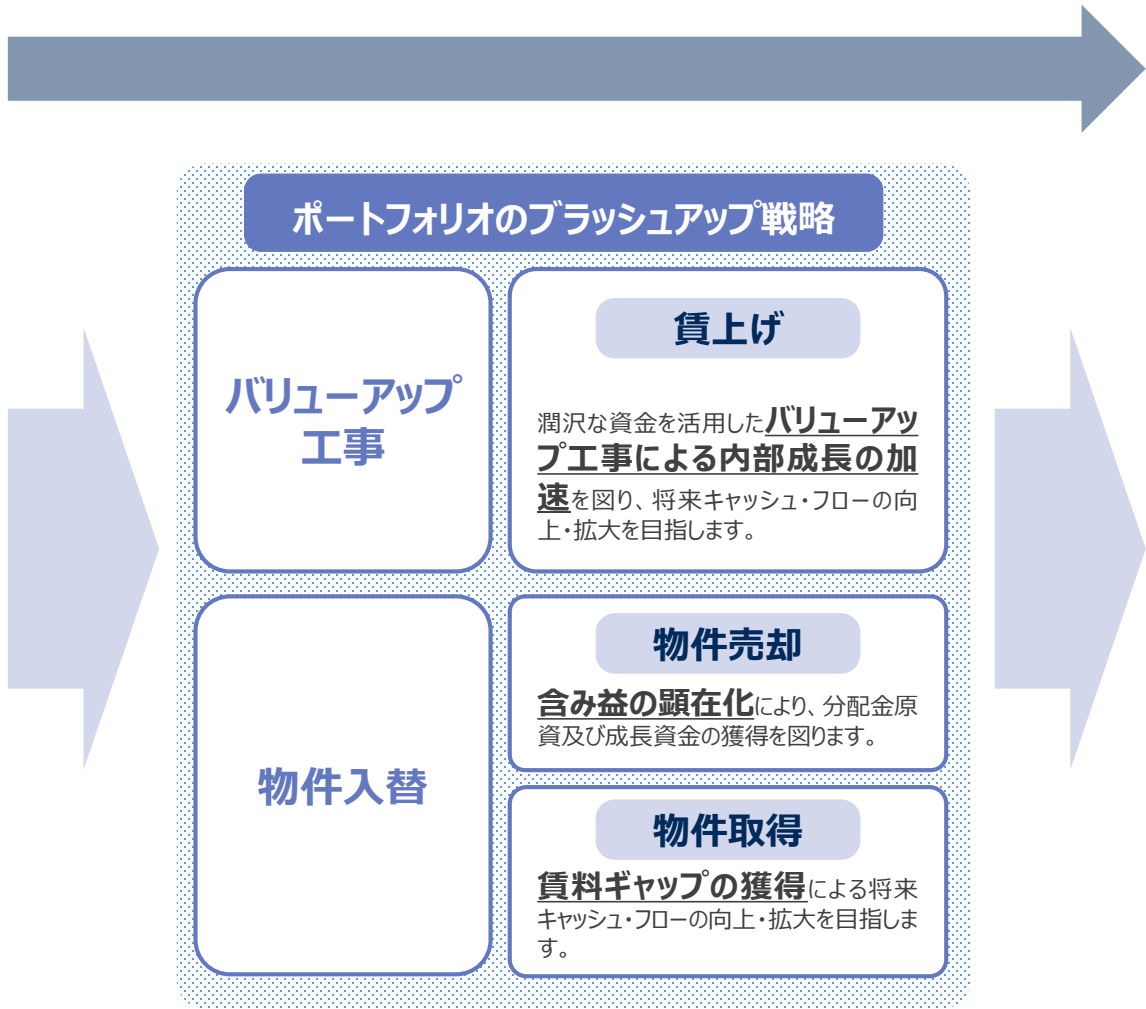 ポートフォリオのブラッシュアップ戦略
バリューアップ
工事
賃上げ
潤沢な資金を活用したバリューアッ
プ工事による内部成長の加
速を図り、将来キャッシュ・フローの向
上・拡大を目指します。
物件入替
物件売却
含み益の顕在化により、分配金原
資及び成長資金の獲得を図ります。
物件取得
賃料ギャップの獲得による将来
キャッシュ・フローの向上・拡大を目指しま
す。